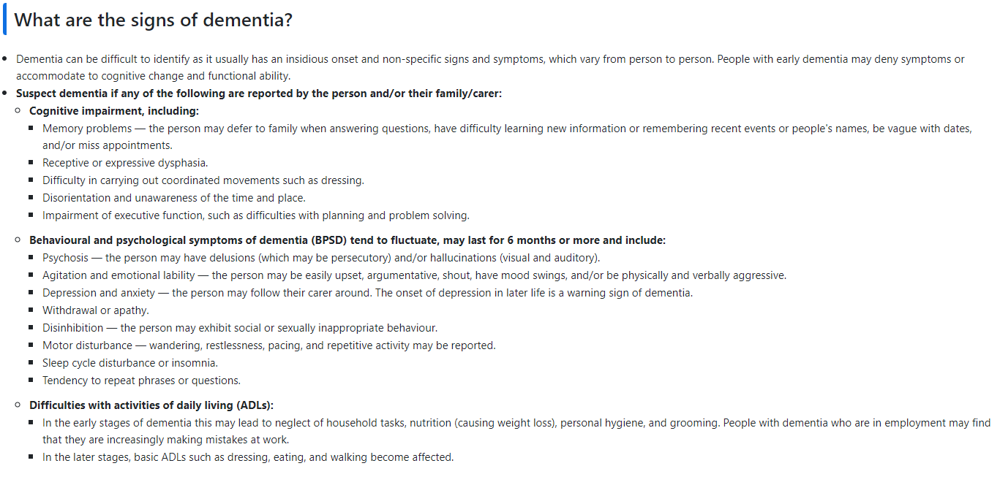 What are the signs of dementia?
Dementia can be difficult to identify as it usually has an insidious onset and non-specific signs and symptoms, which vary from person to person. People with early dementia may deny symptoms or
accommodate to cognitive change and functional ability.
Suspect dementia if any of the following are reported by the person and/or their family/carer:
Cognitive impairment, including:
Memory problems — the person may defer to family when answering questions, have difficulty learning new information or remembering recent events or people's names, be vague with dates,
and/or miss appointments.
Receptive or expressive dysphasia.
Difficulty in carrying out coordinated movements such as dressing.
Disorientation and unawareness of the time and place.
Impairment of executive function, such as difficulties with planning and problem solving.
Behavioural and psychological symptoms of dementia (BPSD) tend to fluctuate, may last for 6 months or more and include:
Psychosis — the person may have delusions (which may be persecutory) and/or hallucinations (visual and auditory).
Agitation and emotional lability — the person may be easily upset, argumentative, shout, have mood swings, and/or be physically and verbally aggressive.
Depression and anxiety — the person may follow their carer around. The onset of depression in later life is a warning sign of dementia.
Withdrawal or apathy.
Disinhibition — the person may exhibit social or sexually inappropriate behaviour.
Motor disturbance — wandering, restlessness, pacing, and repetitive activity may be reported.
Sleep cycle disturbance or insomnia.
Tendency to repeat phrases or questions.
Difficulties with activities of daily living (ADLs):
In the early stages of dementia this may lead to neglect of household tasks, nutrition (causing weight loss), personal hygiene, and grooming. People with dementia who are in employment may find
that they are increasingly making mistakes at work.
In the later stages, basic ADLs such as dressing, eating, and walking become affected.